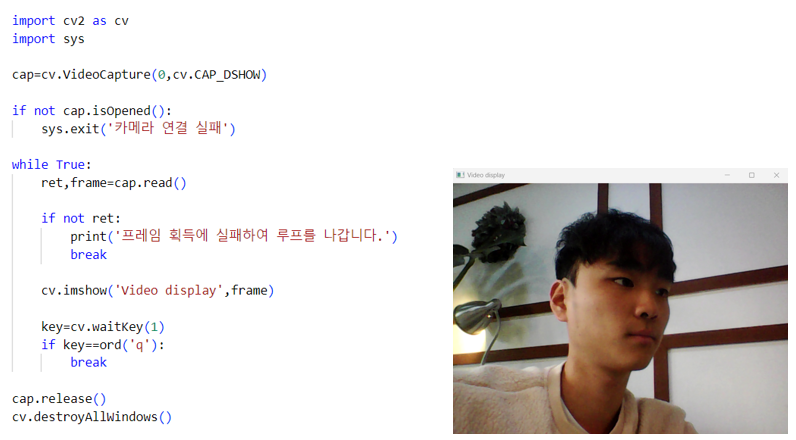 import cv2 as cv
import sys
cap=cv.VideoCapture(0,cv.CAP_DSHOW)
if not cap.isOpened():
    sys.exit('카메라 연결 실패')
while True:
    ret,frame=cap.read()
    if not ret:
        print('프레임 획득에 실패하여 루프를 나갑니다.')
        break
    cv.imshow('Video display',frame)
    key=cv.waitKey(1)
    if key==ord('q'):
        break
cap.release()
cv.destroyAllWindows()
Video display